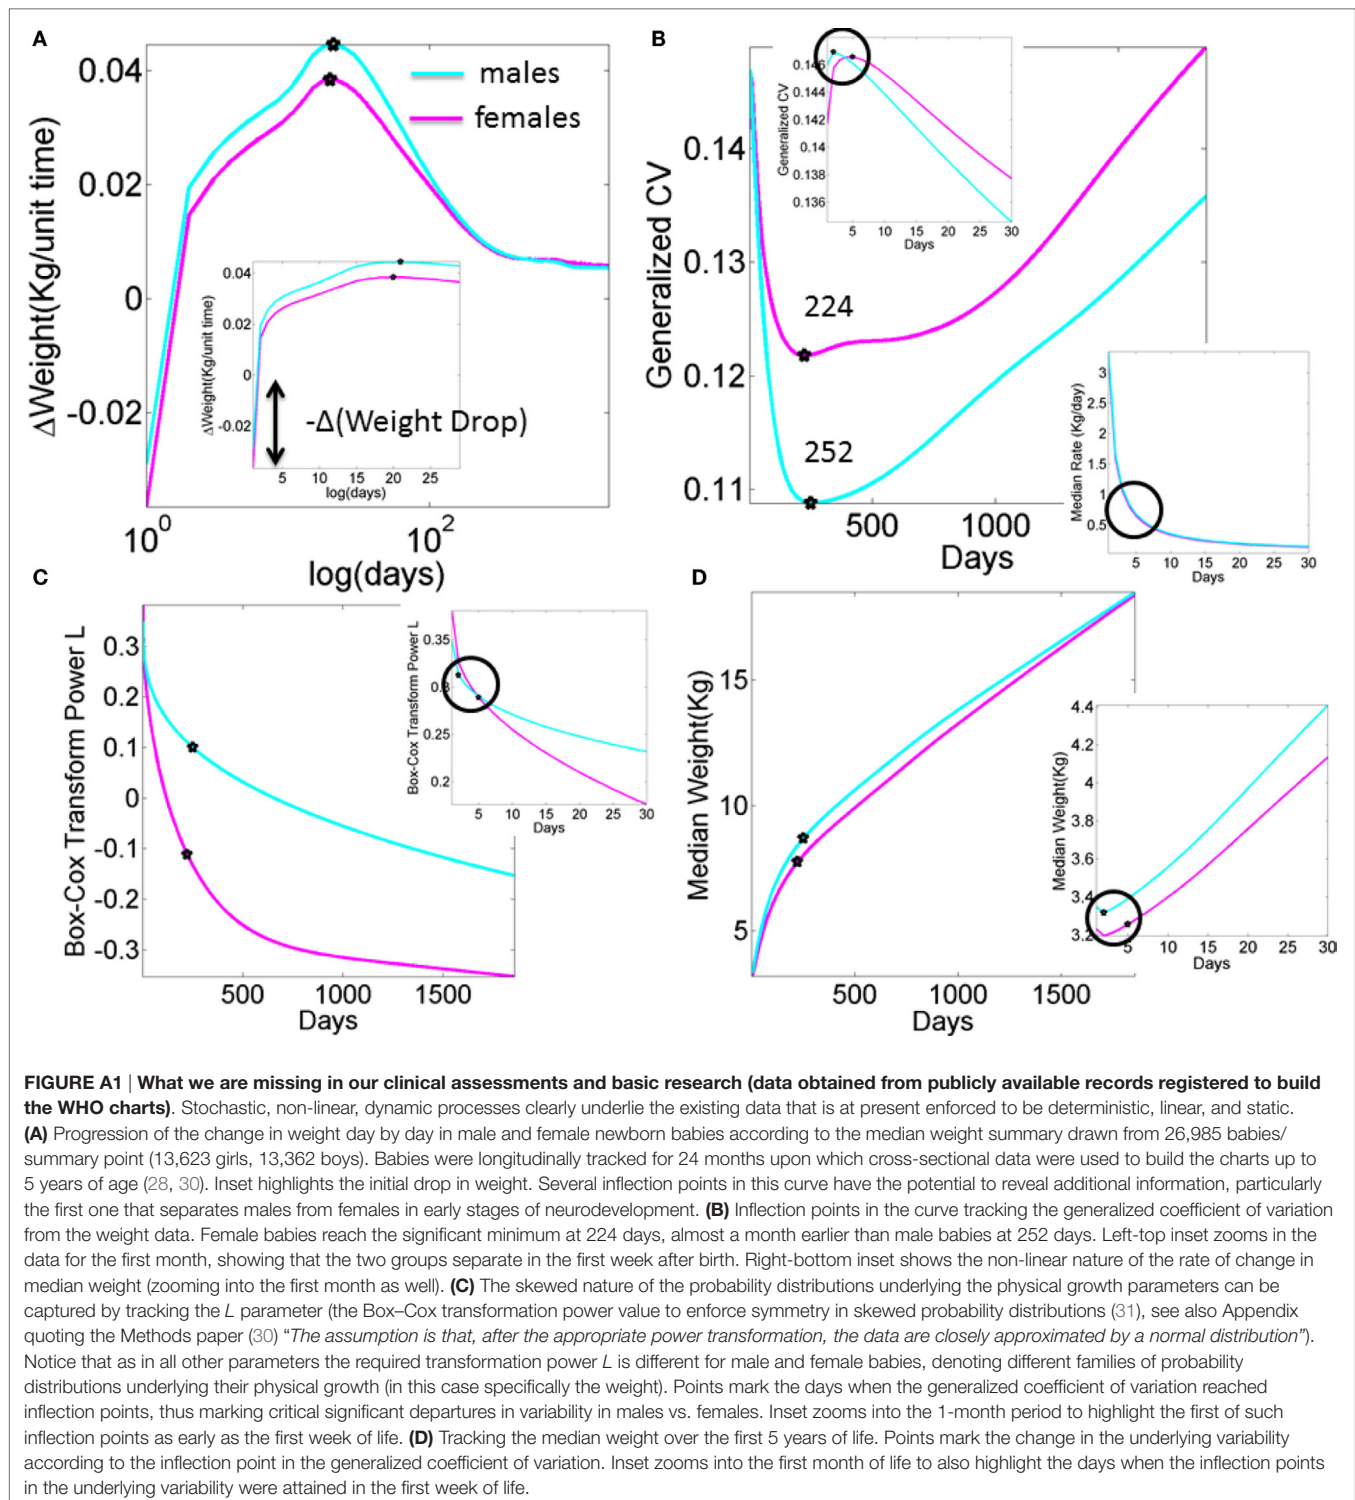 A
ΔWeight(Kg/unit time)
0.04
0.02
0
-0.02
males
females
ΔWeight(Kg/unit time)
0.04
0.02
0
-0.02
-Δ(Weight Drop)
5 10 15 20 25
log(days)
10⁰ 10²
log(days)
B
Generalized CV
0.14
0.13
0.12
0.11
Generalized CV
0.146
0.144
0.142
0.14
0.138
0.136
5 10 15 20 25 30
Days
224
252
500 1000
Days
Median Rate (Kg/day)
3
2.5
2
1.5
1
0.5
5 10 15 20 25 30
Days
C
Box-Cox Transform Power L
0.3
0.2
0.1
0
-0.1
-0.2
-0.3
Box-Cox Transform Power L
0.35
0.3
0.25
0.2
5 10 15 20 25 30
Days
500 1000 1500
Days
D
Median Weight(Kg)
15
10
5
Median Weight(Kg)
4.4
4.2
4
3.8
3.6
3.4
3.2
5 10 15 20 25 30
Days
500 1000 1500
Days
FIGURE A1 | What we are missing in our clinical assessments and basic research (data obtained from publicly available records registered to build
the WHO charts). Stochastic, non-linear, dynamic processes clearly underlie the existing data that is at present enforced to be deterministic, linear, and static.
(A) Progression of the change in weight day by day in male and female newborn babies according to the median weight summary drawn from 26,985 babies/
summary point (13,623 girls, 13,362 boys). Babies were longitudinally tracked for 24 months upon which cross-sectional data were used to build the charts up to
5 years of age (28, 30). Inset highlights the initial drop in weight. Several inflection points in this curve have the potential to reveal additional information, particularly
the first one that separates males from females in early stages of neurodevelopment. (B) Inflection points in the curve tracking the generalized coefficient of variation
from the weight data. Female babies reach the significant minimum at 224 days, almost a month earlier than male babies at 252 days. Left-top inset zooms in the
data for the first month, showing that the two groups separate in the first week after birth. Right-bottom inset shows the non-linear nature of the rate of change in
median weight (zooming into the first month as well). (C) The skewed nature of the probability distributions underlying the physical growth parameters can be
captured by tracking the L parameter (the Box–Cox transformation power value to enforce symmetry in skewed probability distributions (31), see also Appendix
quoting the Methods paper (30) “The assumption is that, after the appropriate power transformation, the data are closely approximated by a normal distribution”).
Notice that as in all other parameters the required transformation power L is different for male and female babies, denoting different families of probability
distributions underlying their physical growth (in this case specifically the weight). Points mark the days when the generalized coefficient of variation reached
inflection points, thus marking critical significant departures in variability in males vs. females. Inset zooms into the 1-month period to highlight the first of such
inflection points as early as the first week of life. (D) Tracking the median weight over the first 5 years of life. Points mark the change in the underlying variability
according to the inflection point in the generalized coefficient of variation. Inset zooms into the first month of life to also highlight the days when the inflection points
in the underlying variability were attained in the first week of life.